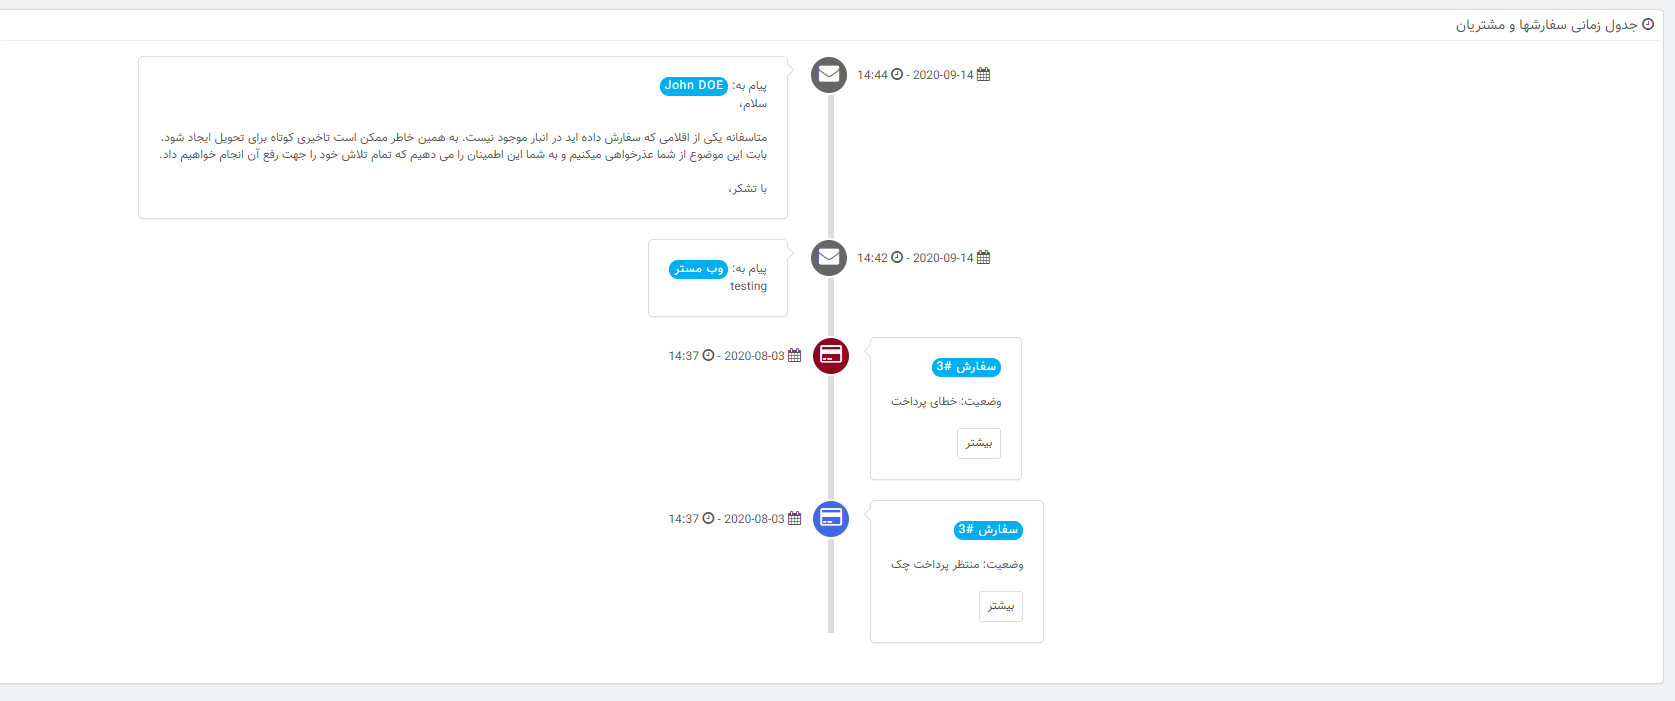 جدول زمانی سفارشها و مشتریان
2020-09-14 - 14:44
پیام به: John DOE
سلام،
متاسفانه یکی از اقلامی که سفارش داده اید در انبار موجود نیست. به همین خاطر ممکن است تاخیری کوتاه برای تحویل ایجاد شود.
بابت این موضوع از شما عذرخواهی میکنیم و به شما این اطمینان را می دهیم که تمام تلاش خود را جهت رفع آن انجام خواهیم داد.
با تشکر،
2020-09-14 - 14:42
پیام به: وب مستر
testing
2020-08-03 - 14:37
سفارش #3
وضعیت: خطای پرداخت
بیشتر
2020-08-03 - 14:37
سفارش #3
وضعیت: منتظر پرداخت چک
بیشتر